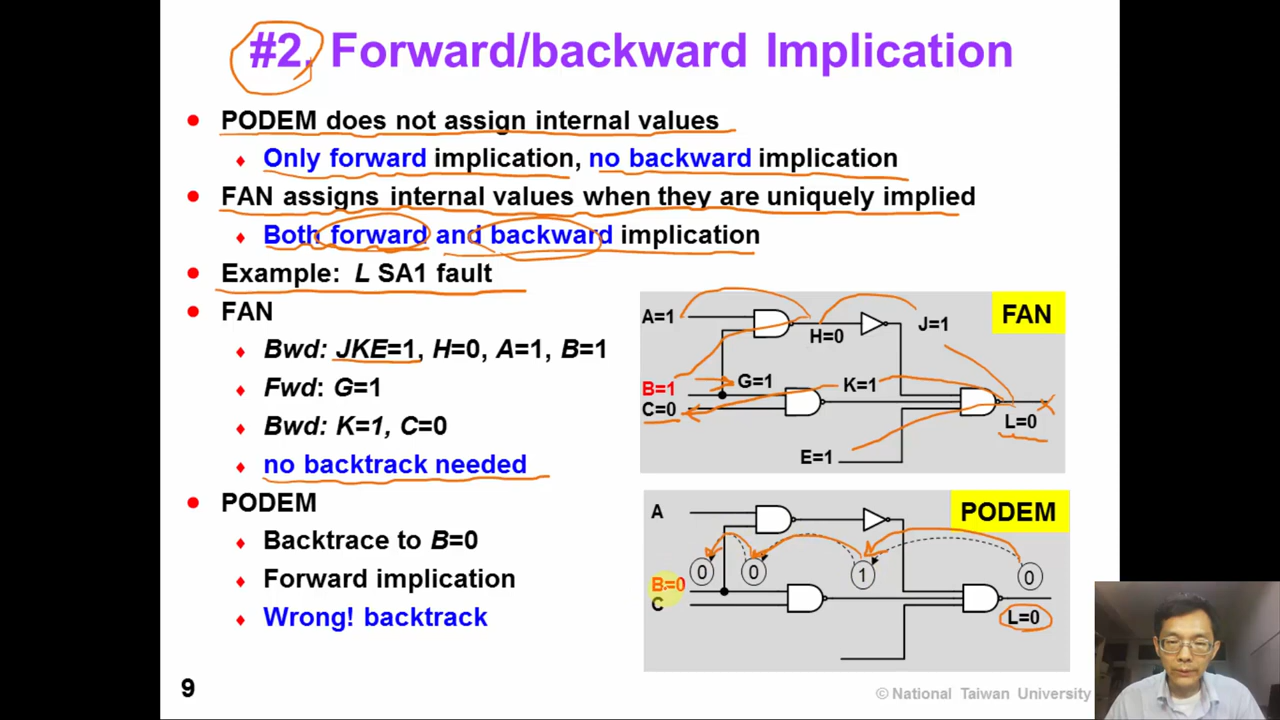 #2. Forward/backward Implication
PODEM does not assign internal values
Only forward implication, no backward implication
FAN assigns internal values when they are uniquely implied
Both forward and backward implication
Example: L SA1 fault
FAN
Bwd: JKE=1, H=0, A=1, B=1
Fwd: G=1
Bwd: K=1, C=0
no backtrack needed
PODEM
Backtrace to B=0
Forward implication
Wrong! backtrack
A=1
FAN
J=1
H=0
G=1
K=1
B=1
C=0
L=0
E=1
A
PODEM
0
0
1
0
B=0
C
L=0
9
© National Taiwan University